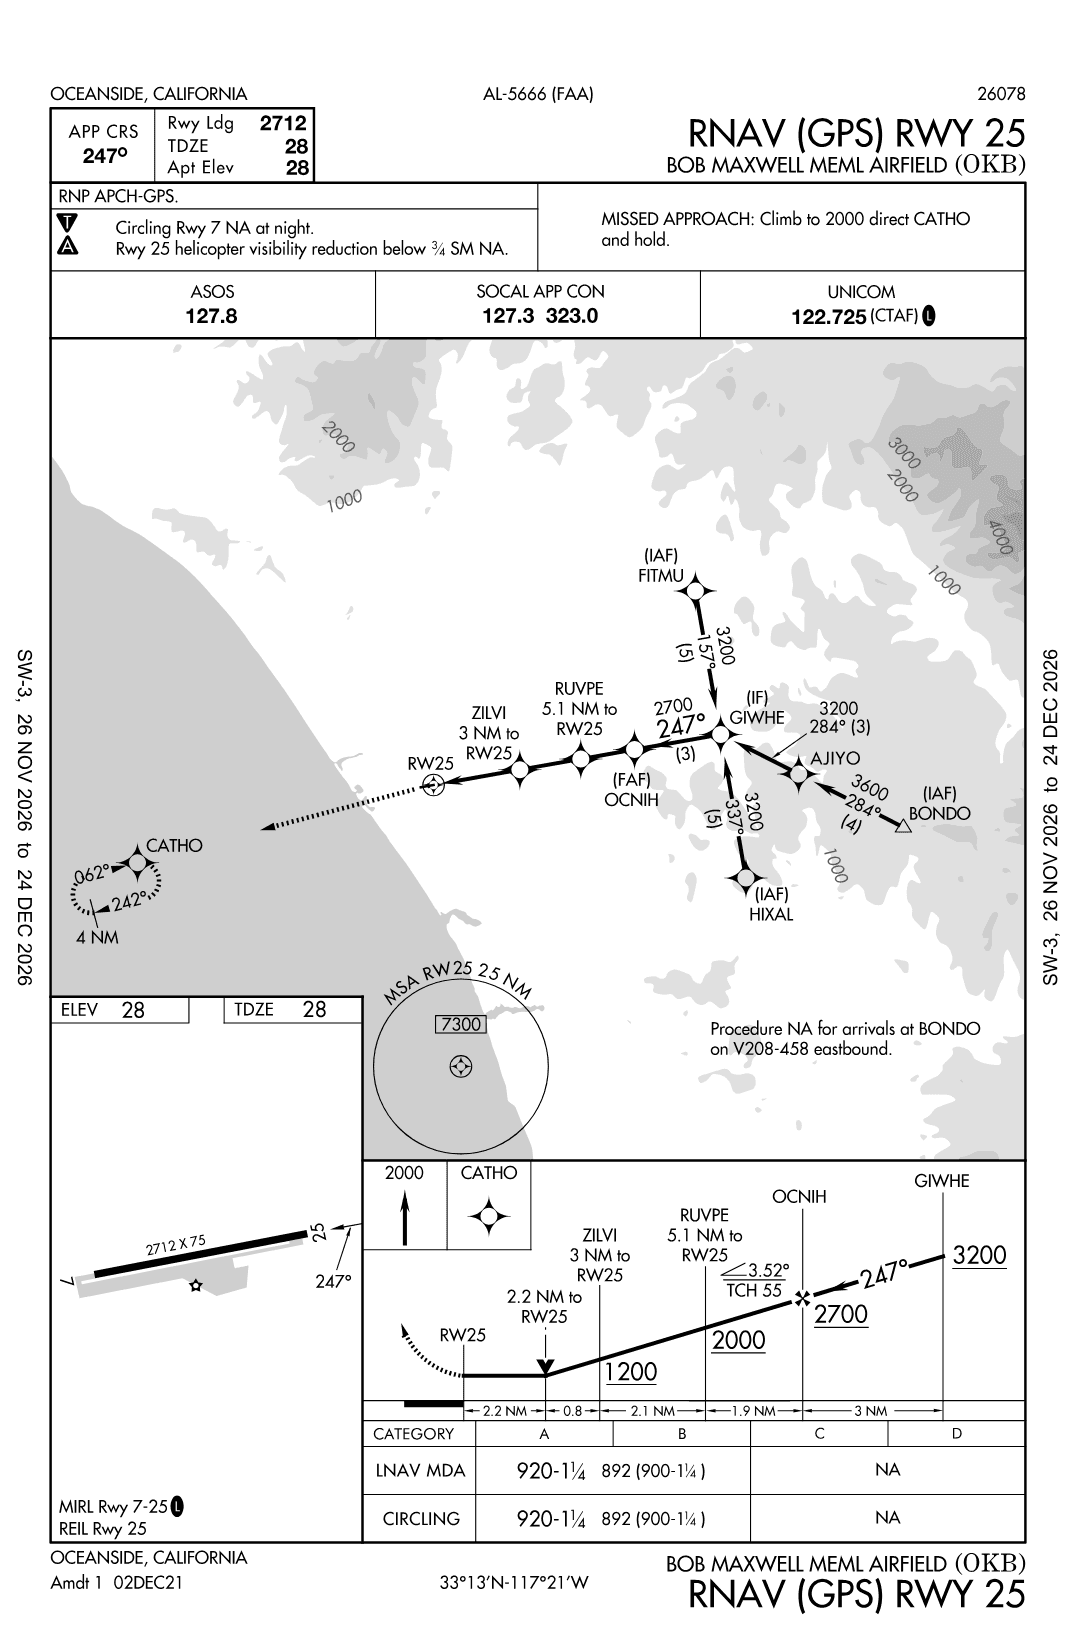 OCEANSIDE, CALIFORNIA
AL-5666 (FAA)
26078
APP CRS
247°
Rwy Ldg 2712
TDZE 28
Apt Elev 28
RNAV (GPS) RWY 25
BOB MAXWELL MEML AIRFIELD (OKB)
RNP APCH-GPS.
T
A
Circling Rwy 7 NA at night.
Rwy 25 helicopter visibility reduction below ¾ SM NA.
MISSED APPROACH: Climb to 2000 direct CATHO
and hold.
ASOS
127.8
SOCAL APP CON
127.3 323.0
UNICOM
122.725 (CTAF) L
2000
1000
3000
2000
4000
1000
(IAF)
FITMU
3200
157°
(5)
RUVPE
5.1 NM to
RW25
ZILVI
3 NM to
RW25
RW25
2700
247°
(3)
(IF)
GIWHE
3200
284° (3)
AJIYO
(FAF)
OCNIH
3600
284°
(4)
(IAF)
BONDO
3200
337°
(5)
1000
(IAF)
HIXAL
CATHO
062°
242°
4 NM
MSA RW25 25 NM
7300
Procedure NA for arrivals at BONDO
on V208-458 eastbound.
SW-3, 26 NOV 2026 to 24 DEC 2026
SW-3, 26 NOV 2026 to 24 DEC 2026
ELEV 28
TDZE 28
2712 X 75
7
25
247°
MIRL Rwy 7-25 L
REIL Rwy 25
2000
CATHO
GIWHE
OCNIH
RUVPE
5.1 NM to
RW25
ZILVI
3 NM to
RW25
2.2 NM to
RW25
RW25
3.52°
TCH 55
247°
3200
2700
2000
1200
2.2 NM
0.8
2.1 NM
1.9 NM
3 NM
CATEGORY A B C D
LNAV MDA 920-1¼ 892 (900-1¼ ) NA
CIRCLING 920-1¼ 892 (900-1¼ ) NA
OCEANSIDE, CALIFORNIA
Amdt 1 02DEC21
33°13'N-117°21'W
BOB MAXWELL MEML AIRFIELD (OKB)
RNAV (GPS) RWY 25